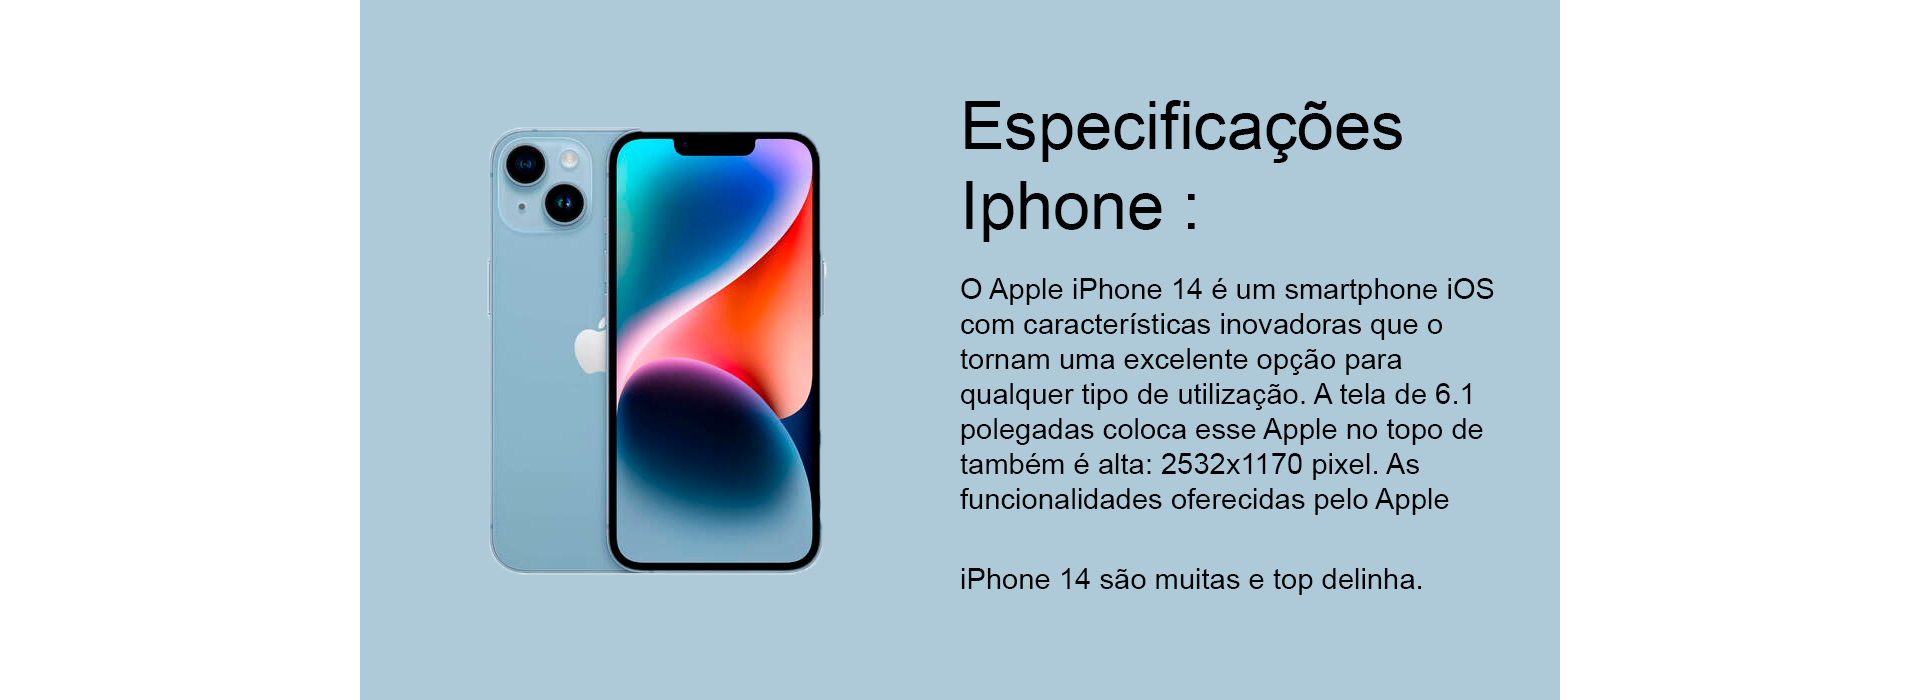 Especificações
Iphone :
O Apple iPhone 14 é um smartphone iOS
com características inovadoras que o
tornam uma excelente opção para
qualquer tipo de utilização. A tela de 6.1
polegadas coloca esse Apple no topo de
também é alta: 2532x1170 pixel. As
funcionalidades oferecidas pelo Apple
iPhone 14 são muitas e top delinha.